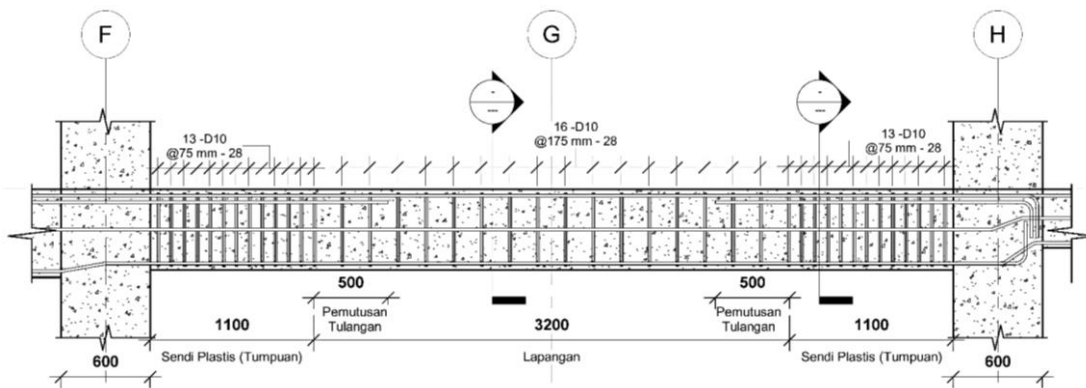 F
G
H
-
---
-
---
13 -D10
@75 mm - 28
16 -D10
@175 mm - 28
13 -D10
@75 mm - 28
500
500
Pemutusan
Tulangan
Pemutusan
Tulangan
1100
3200
1100
Sendi Plastis (Tumpuan)
Lapangan
Sendi Plastis (Tumpuan)
600
600